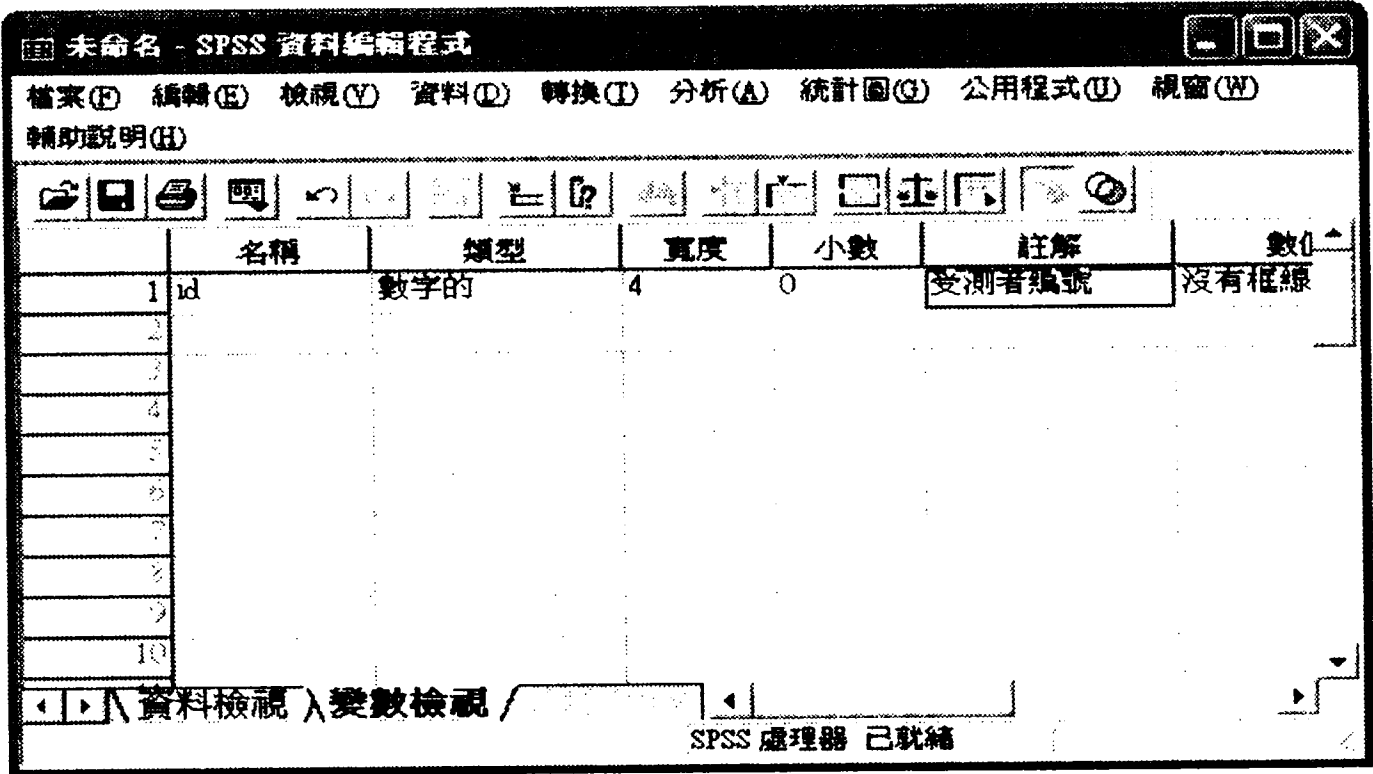 未命名 - SPSS 資料編輯程式
檔案(F) 編輯(E) 檢視(V) 資料(D) 轉換(T) 分析(A) 統計圖(G) 公用程式(U) 視窗(W)
輔助說明(H)
名稱 類型 寬度 小數 註解 數
1 id 數字的 4 0 受測者編號 沒有框線
2
3
4
5
6
7
8
9
10
資料檢視 變數檢視
SPSS 處理器 已就緒